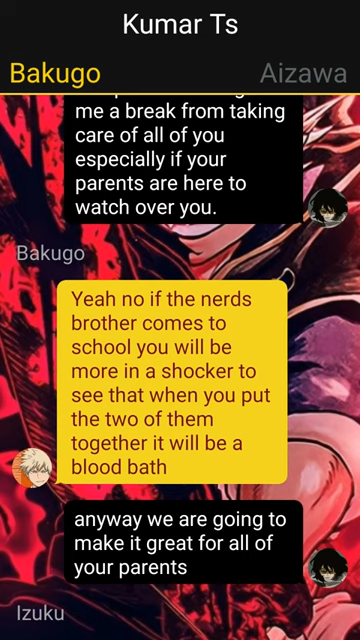 Kumar Ts
Bakugo
Aizawa
me a break from taking
care of all of you
especially if your
parents are here to
watch over you.
Bakugo
Yeah no if the nerds
brother comes to
school you will be
more in a shocker to
see that when you put
the two of them
together it will be a
blood bath
anyway we are going to
make it great for all of
your parents
Izuku